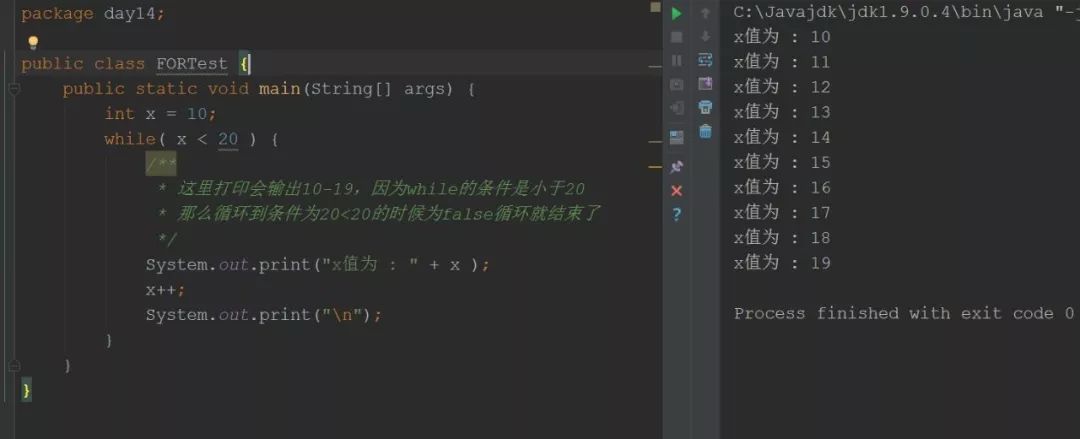 package day14;
public class FORTest {
public static void main(String[] args) {
int x = 10;
while( x < 20 ) {
/**
* 这里打印会输出10-19，因为while的条件是小于20
* 那么循环到条件为20<20的时候为false循环就结束了
*/
System.out.print("x值为 : " + x );
x++;
System.out.print("\n");
}
}
}
C:\Javajdk\jdk1.9.0.4\bin\java "-j
x值为 : 10
x值为 : 11
x值为 : 12
x值为 : 13
x值为 : 14
x值为 : 15
x值为 : 16
x值为 : 17
x值为 : 18
x值为 : 19
Process finished with exit code 0